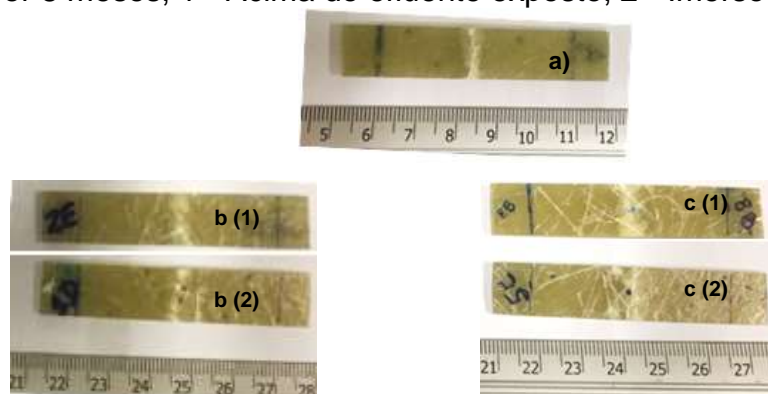 meses, 1 - Acima do efluente exposto, 2 - Imerso
a)
5 6 7 8 9 10 11 12
2E b (1)
c (1)
b (2)
c (2)
21 22 23 24 25 26 27 28
21 22 23 24 25 26 27